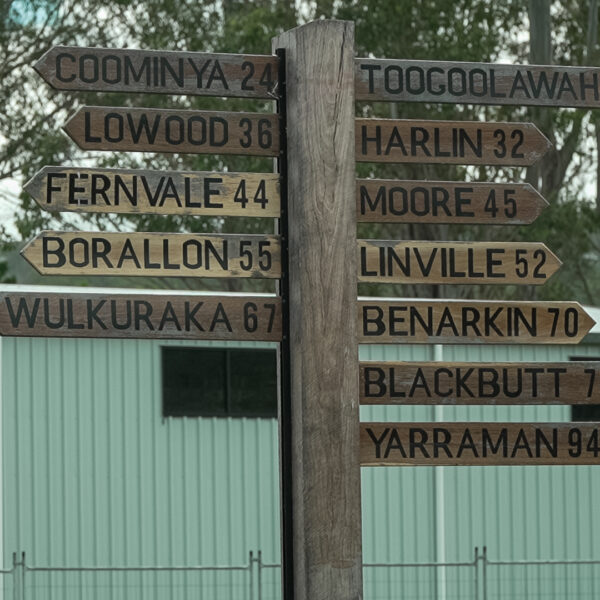 COOMINYA 24
LOWOOD 36
FERNVALE 44
BORALLON 55
WULKURAKA 67
TOOGOOLAWAH
HARLIN 32
MOORE 45
LINVILLE 52
BENARKIN 70
BLACKBUTT 7
YARRAMAN 94